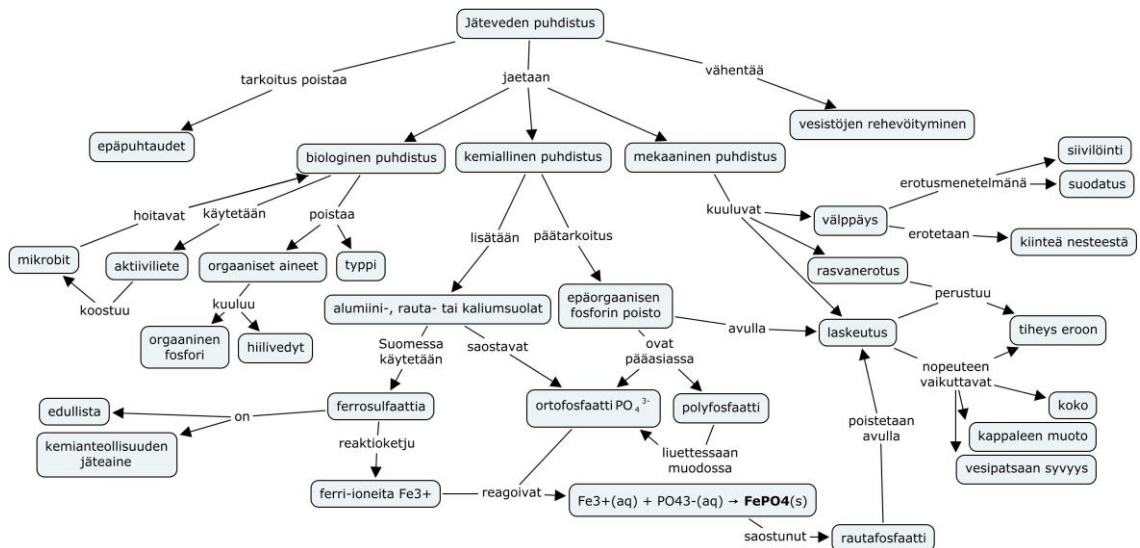 Jäteveden puhdistus
tarkoitus poistaa
jaetaan
vähentää
epäpuhtaudet
biologinen puhdistus
kemiallinen puhdistus
mekaaninen puhdistus
vesistöjen rehevöityminen
siivilöinti
erotusmenetelmänä
suodatus
hoitavat
käytetään
poistaa
kuuluvat
välppäys
erotetaan
kiinteä nesteestä
mikrobit
aktiiviliete
orgaaniset aineet
typpi
lisätään
päätarkoitus
rasvanerotus
koostuu
kuuluu
perustuu
orgaaninen
fosfori
hiilivedyt
alumiini-, rauta- tai kaliumsuolat
epäorgaanisen
fosforin poisto
avulla
laskeutus
tiheys eroon
Suomessa
käytetään
saostavat
ovat
pääasiassa
nopeuteen
vaikuttavat
edullista
on
ferrosulfaattia
ortofosfaatti PO₄³⁻
polyfosfaatti
koko
kappaleen muoto
vesipatsaan syvyys
kemianteollisuuden
jäteaine
reaktioketju
liuettessaan
muodossa
poistetaan
avulla
ferri-ioneita Fe3+
reagoivat
Fe3+(aq) + PO43-(aq) → FePO4(s)
saostunut
rautafosfaatti